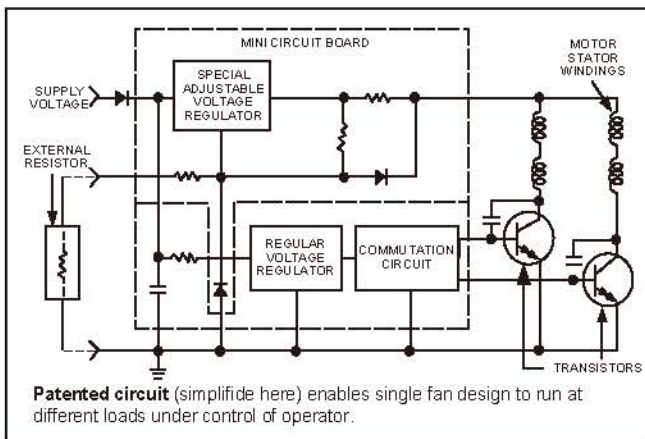 MINI CIRCUIT BOARD
MOTOR
STATOR
WINDINGS
SUPPLY
VOLTAGE
SPECIAL
ADJUSTABLE
VOLTAGE
REGULATOR
EXTERNAL
RESISTOR
REGULAR
VOLTAGE
REGULATOR
COMMUTATION
CIRCUIT
TRANSISTORS
Patented circuit (simplifide here) enables single fan design to run at
different loads under control of operator.